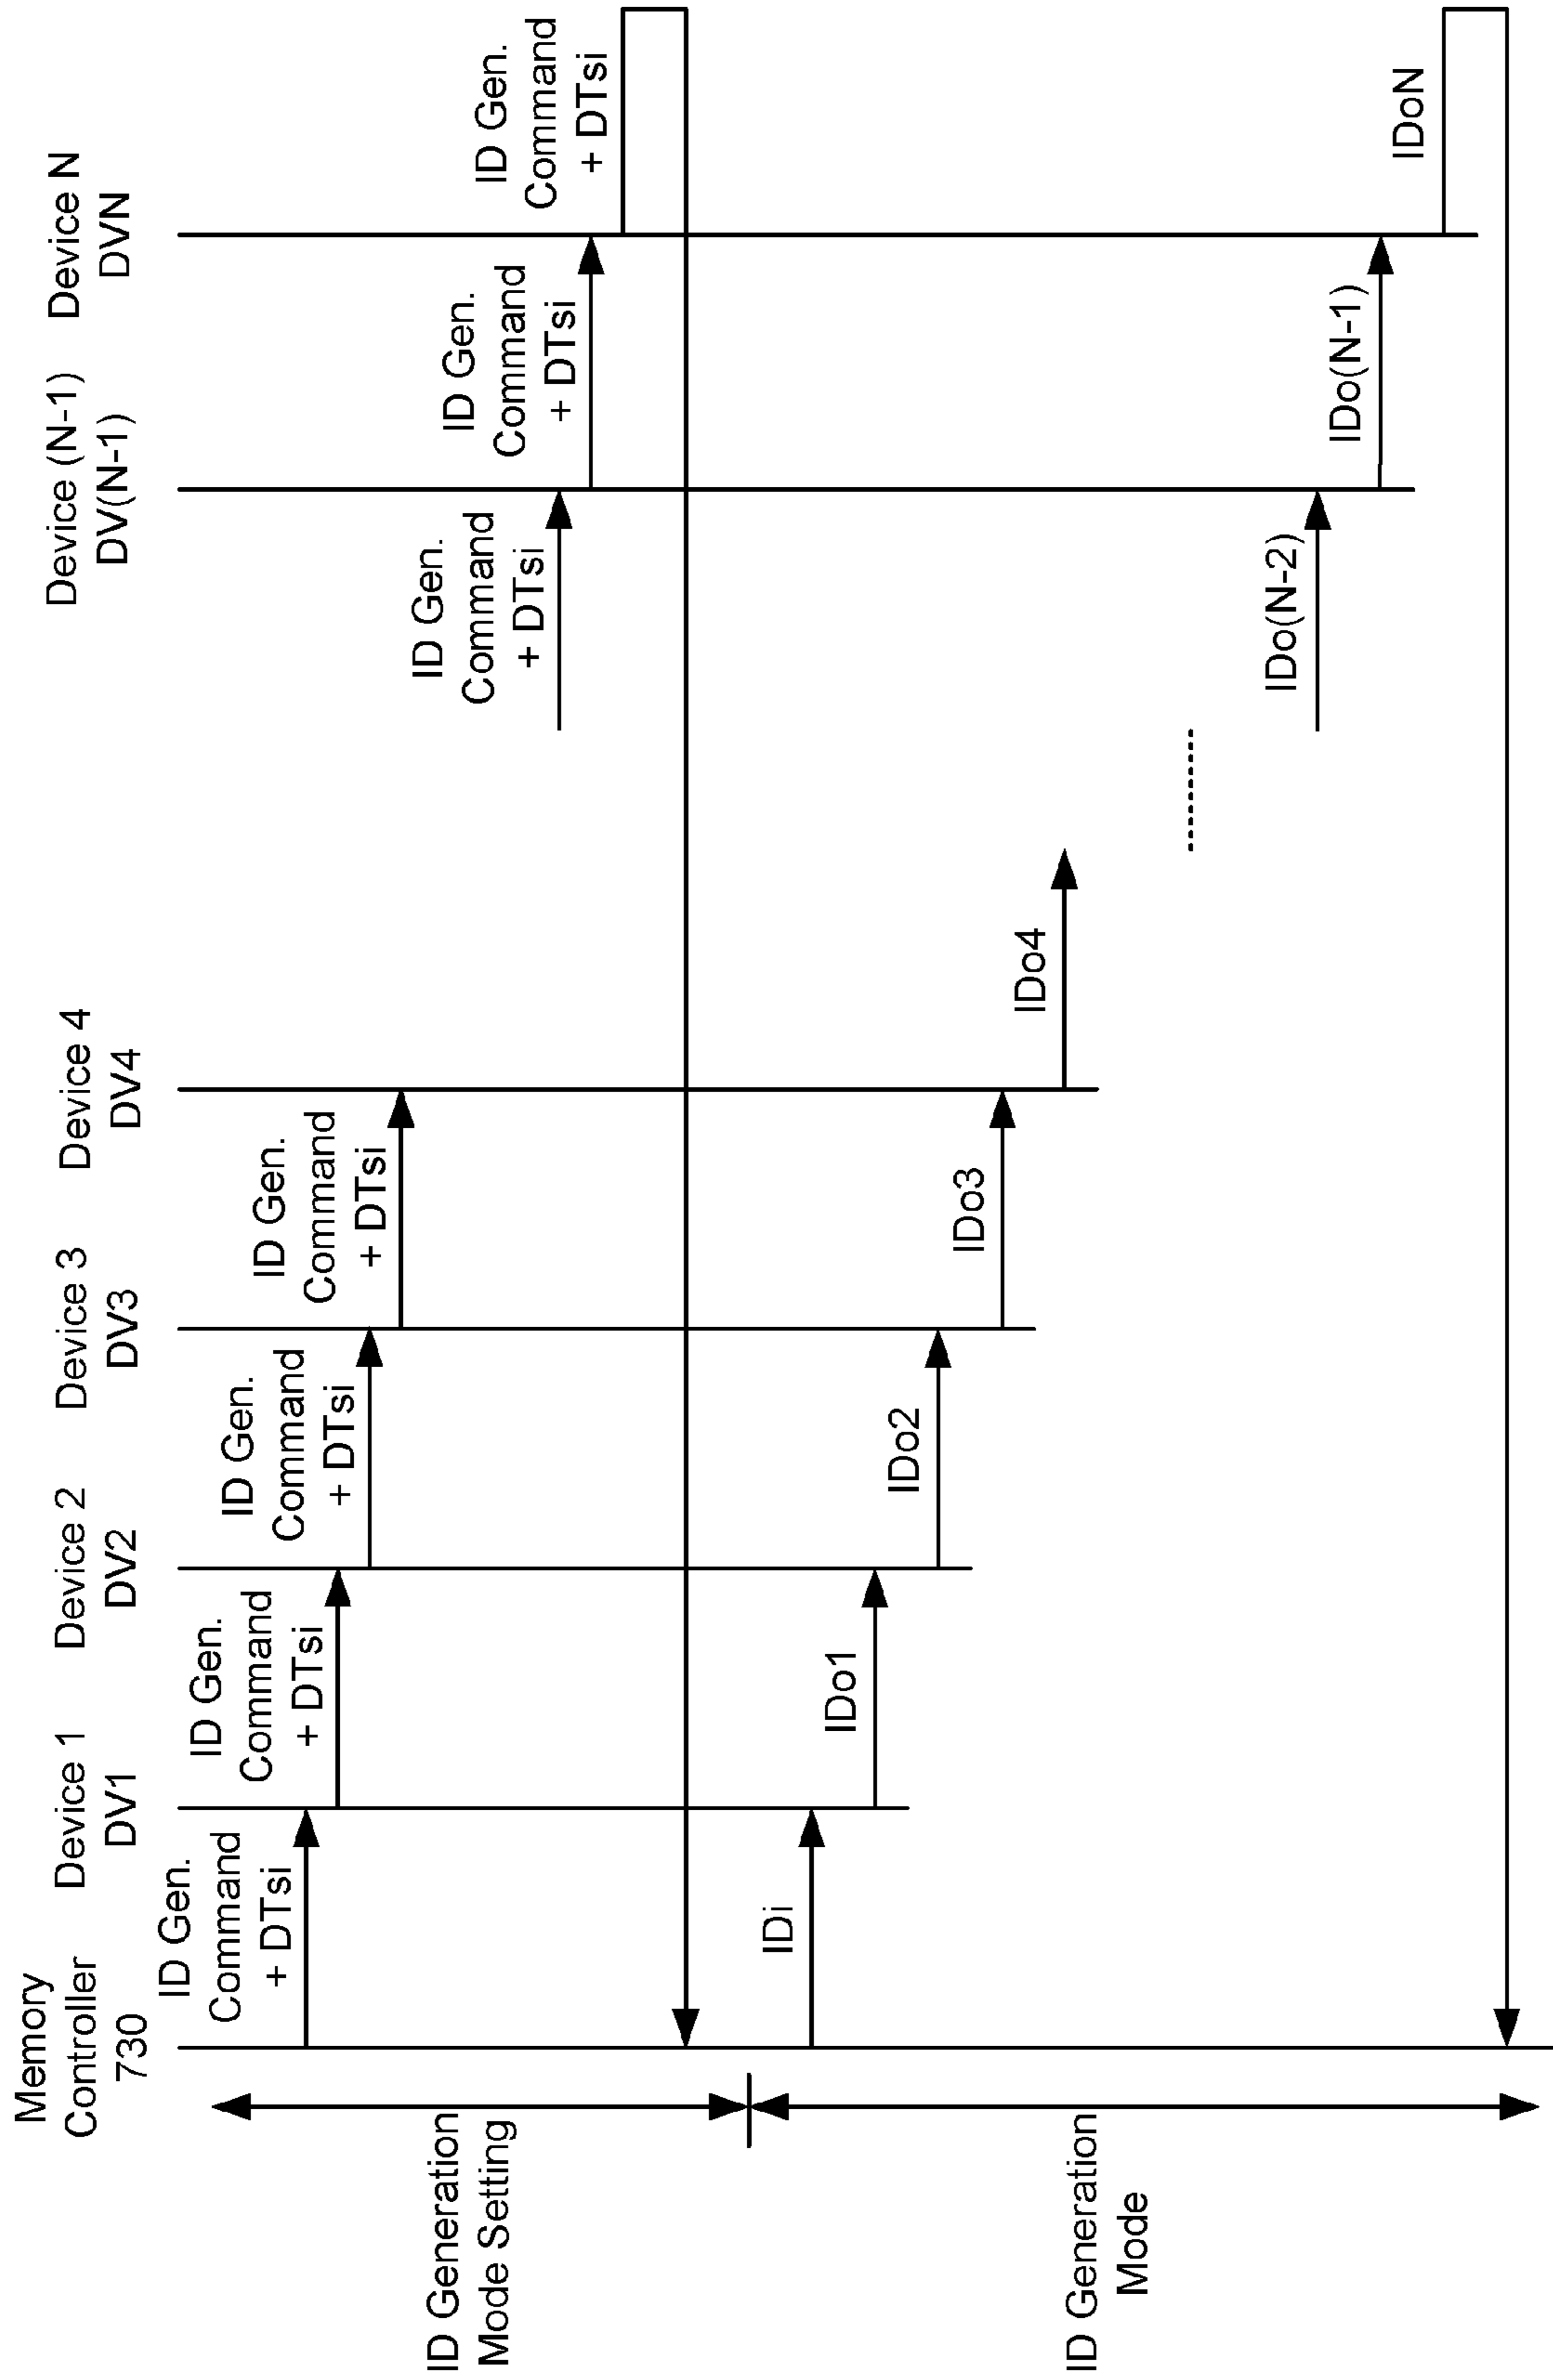 Memory
Controller
730
Device 1
DV1
Device 2
DV2
Device 3
DV3
Device 4
DV4
Device (N-1)
DV(N-1)
Device N
DVN
ID Generation
Mode Setting
ID Gen.
Command
+ DTsi
ID Gen.
Command
+ DTsi
ID Gen.
Command
+ DTsi
ID Gen.
Command
+ DTsi
ID Gen.
Command
+ DTsi
ID Gen.
Command
+ DTsi
ID Gen.
Command
+ DTsi
ID Generation
Mode
IDi
IDo1
IDo2
IDo3
IDo4
IDo(N-2)
IDo(N-1)
IDoN